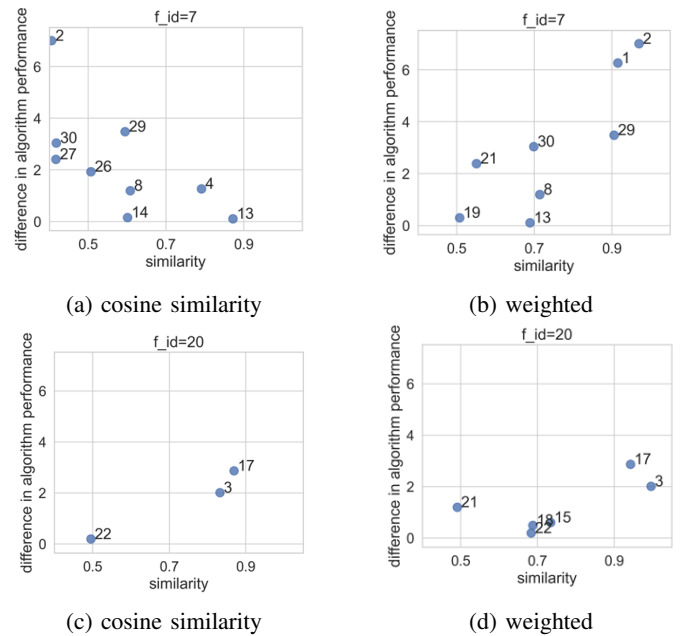 f_id=7
difference in algorithm performance
6
4
2
0
2
30
27
29
26
8
14
4
13
0.5 0.7 0.9
similarity
(a) cosine similarity
f_id=7
difference in algorithm performance
6
4
2
0
2
1
29
30
21
8
19
13
0.5 0.7 0.9
similarity
(b) weighted
f_id=20
difference in algorithm performance
6
4
2
0
17
3
22
0.5 0.7 0.9
similarity
(c) cosine similarity
f_id=20
difference in algorithm performance
6
4
2
0
17
3
21
18
15
22
0.5 0.7 0.9
similarity
(d) weighted